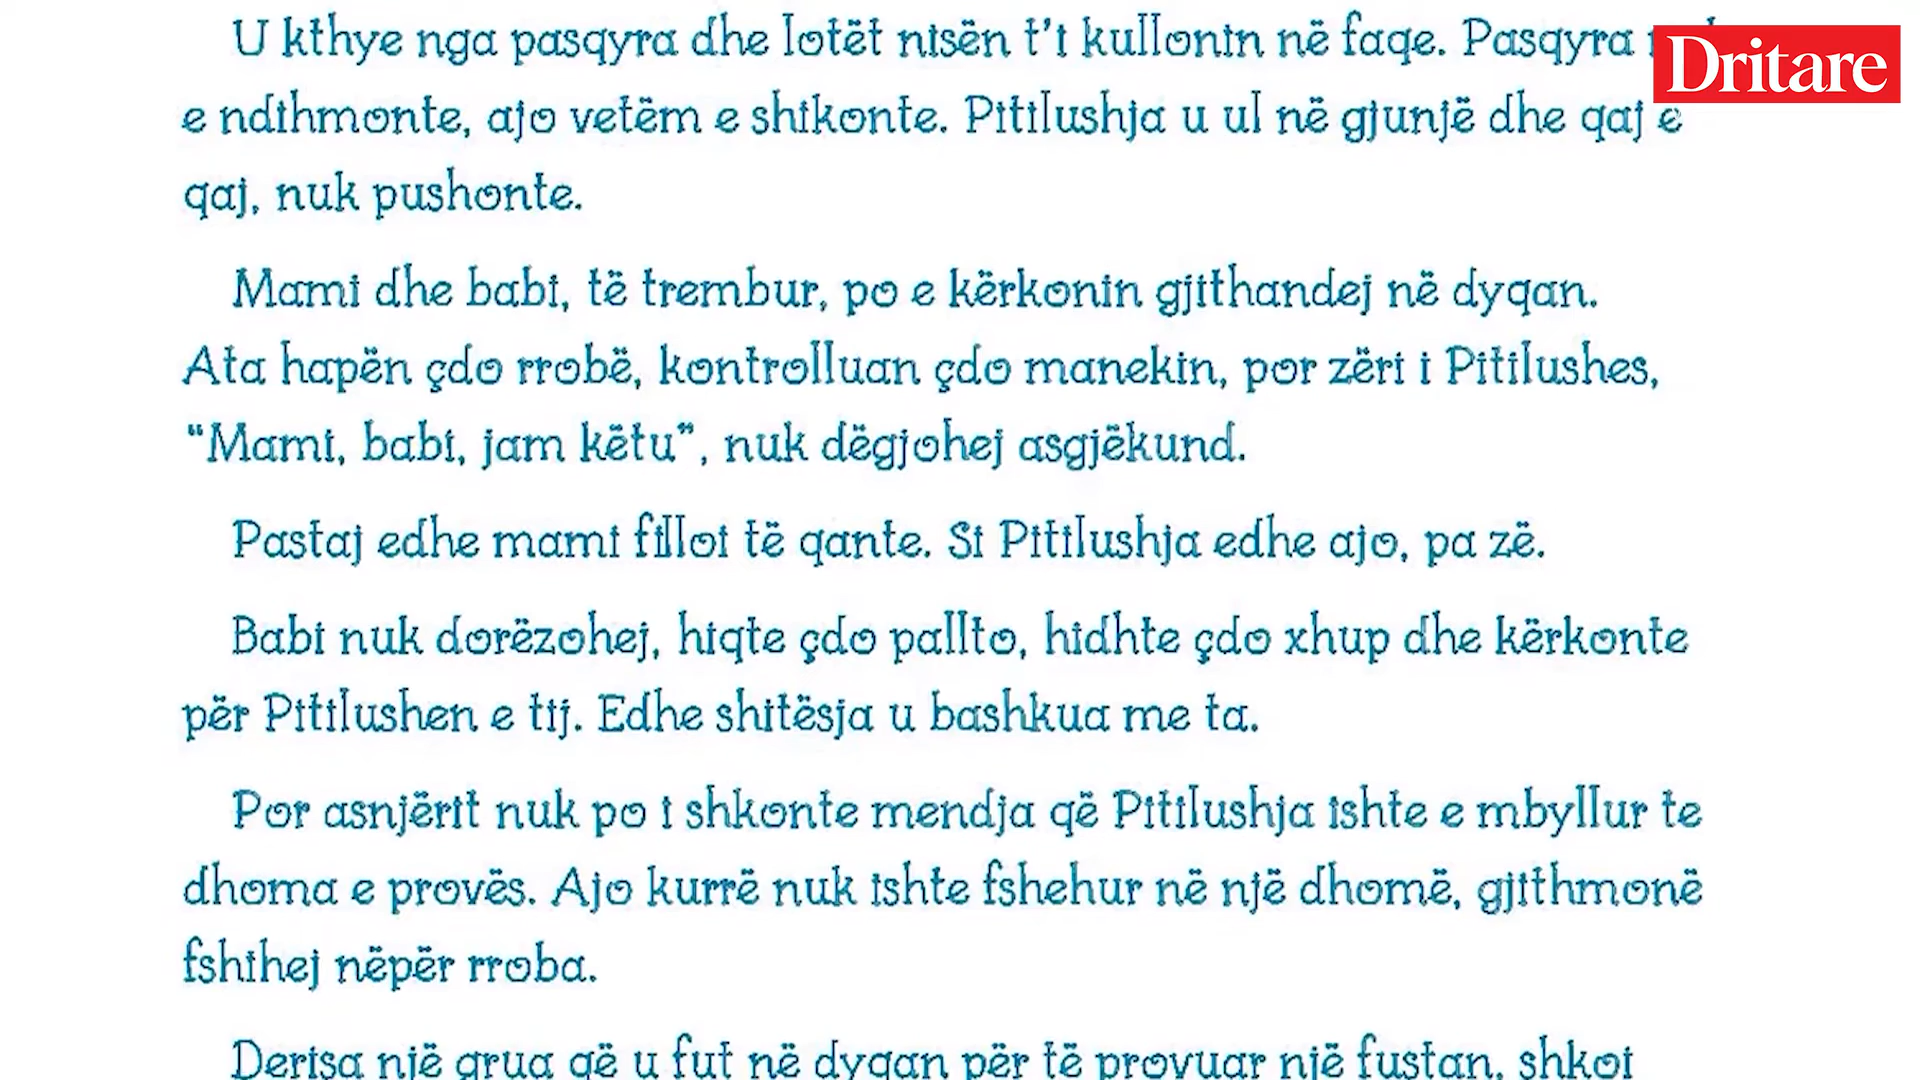 U kthye nga pasqyra dhe lotët nisën t’i kullonin në faqe. Pasqyra
Dritare
e ndihmonte, ajo vetëm e shikonte. Pitilushja u ul në gjunjë dhe qaj e
qaj, nuk pushonte.
Mami dhe babi, të trembur, po e kërkonin gjithandej në dyqan.
Ata hapën çdo rrobë, kontrolluan çdo manekin, por zëri i Pitilushes,
“Mami, babi, jam këtu”, nuk dëgjohej asgjëkund.
Pastaj edhe mami filloi të qante. Si Pitilushja edhe ajo, pa zë.
Babi nuk dorëzohej, hiqte çdo pallto, hidhte çdo xhup dhe kërkonte
për Pitilushen e tij. Edhe shitësja u bashkua me ta.
Por asnjërit nuk po i shkonte mendja që Pitilushja ishte e mbyllur te
dhoma e provës. Ajo kurrë nuk ishte fshehur në një dhomë, gjithmonë
fshihej nëpër rroba.
Derisa një grua që u fut në dyqan për të provuar një fustan, shkoi